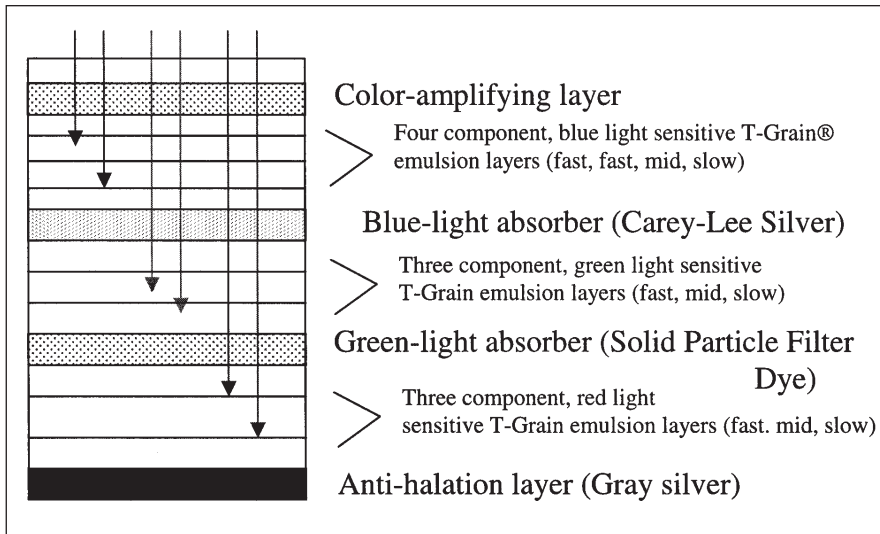 Color-amplifying layer
Four component, blue light sensitive T-Grain®
emulsion layers (fast, fast, mid, slow)
Blue-light absorber (Carey-Lee Silver)
Three component, green light sensitive
T-Grain emulsion layers (fast, mid, slow)
Green-light absorber (Solid Particle Filter
Dye)
Three component, red light
sensitive T-Grain emulsion layers (fast. mid, slow)
Anti-halation layer (Gray silver)